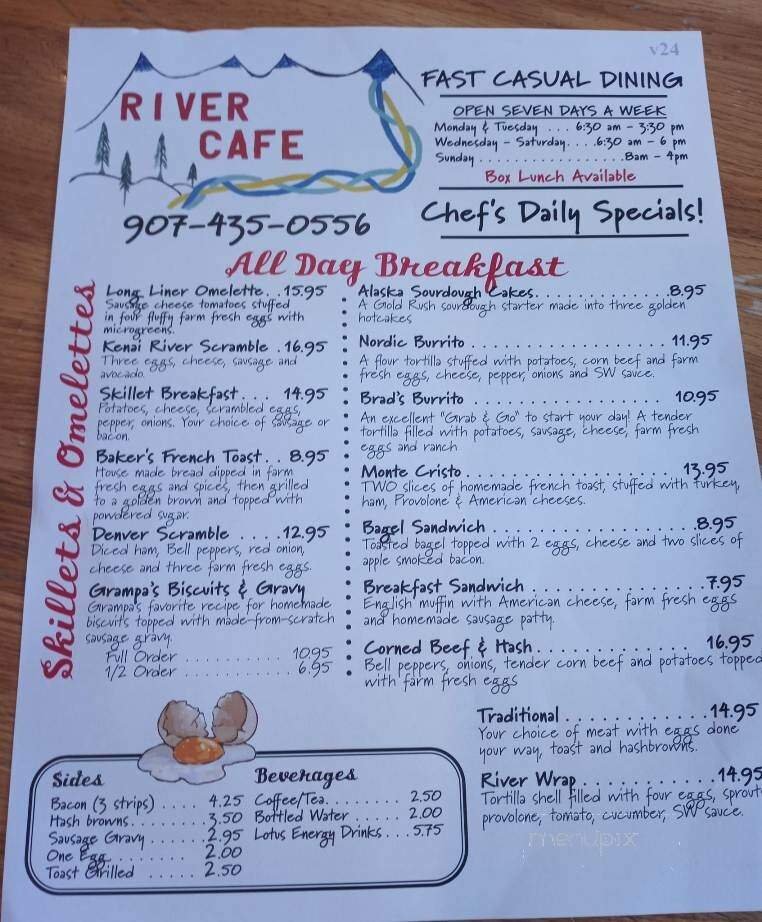 v24
RIVER
CAFE
907-435-0556
FAST CASUAL DINING
OPEN SEVEN DAYS A WEEK
Monday & Tuesday ... 6:30 am - 3:30 pm
Wednesday - Saturday....6:30 am - 6 pm
Sunday..................8am - 4pm
Box Lunch Available
Chef's Daily Specials!
All Day Breakfast
Skillets & Omelettes
Long Liner Omelette. .15.95
Sausage cheese tomatoes stuffed
in four fluffy farm fresh eggs with
microgreens.
Kenai River Scramble .16.95
Three eggs, cheese, sausage and
avocado.
Skillet Breakfast. . . 14.95
Potatoes, cheese, scrambled eggs,
pepper, onions. Your choice of sausage or
bacon.
Baker's French Toast. . 8.95
House made bread dipped in farm
fresh eggs and spices, then grilled
to a golden brown and topped with
powdered sugar.
Denver Scramble . . . . .12.95
Diced ham, Bell peppers, red onion,
cheese and three farm fresh eggs.
Grampa's Biscuits & Gravy
Grampa's favorite recipe for homemade
biscuits topped with made-from-scratch
sausage gravy.
Full Order . . . . . . . . . . . 10.95
1/2 Order . . . . . . . . . . . 6.95
Alaska Sourdough Cakes. . . . . . . . . . . . . .8.95
A Gold Rush sourdough starter made into three golden
hotcakes
Nordic Burrito . . . . . . . . . . . . . . . . . . . . 11.95
A flour tortilla stuffed with potatoes, corn beef and farm
fresh eggs, cheese, pepper, onions and SW sauce.
Brad's Burrito . . . . . . . . . . . . . . . . . . . . 10.95
An excellent "Grab & Go" to start your day! A tender
tortilla filled with potatoes, sausage, cheese, farm fresh
eggs and ranch
Monte Cristo . . . . . . . . . . . . . . . . . . . . . 13.95
TWO slices of homemade french toast, stuffed with turkey,
ham, Provolone & American cheeses.
Bagel Sandwich . . . . . . . . . . . . . . . . . . . .8.95
Toasted bagel topped with 2 eggs, cheese and two slices of
apple smoked bacon.
Breakfast Sandwich . . . . . . . . . . . . . . . . .7.95
English muffin with American cheese, farm fresh eggs
and homemade sausage patty.
Corned Beef & Hash. . . . . . . . . . . . . . 16.95
Bell peppers, onions, tender corn beef and potatoes topped
with farm fresh eggs
Traditional . . . . . . . . . . . . .14.95
Your choice of meat with eggs done
your way, toast and hashbrowns.
River Wrap. . . . . . . . . . . .14.95
Tortilla shell filled with four eggs, sprout
provolone, tomato, cucumber, SW sauce.
Sides
Bacon (3 strips) . . . . 4.25
Hash browns. . . . . . . .3.50
Sausage Gravy . . . . . .2.95
One Egg. . . . . . . . . 2.00
Toast Grilled . . . . . 2.50
Beverages
Coffee/Tea. . . . . . . . 2.50
Bottled Water . . . . . 2.00
Lotus Energy Drinks. . . 5.75
menupix